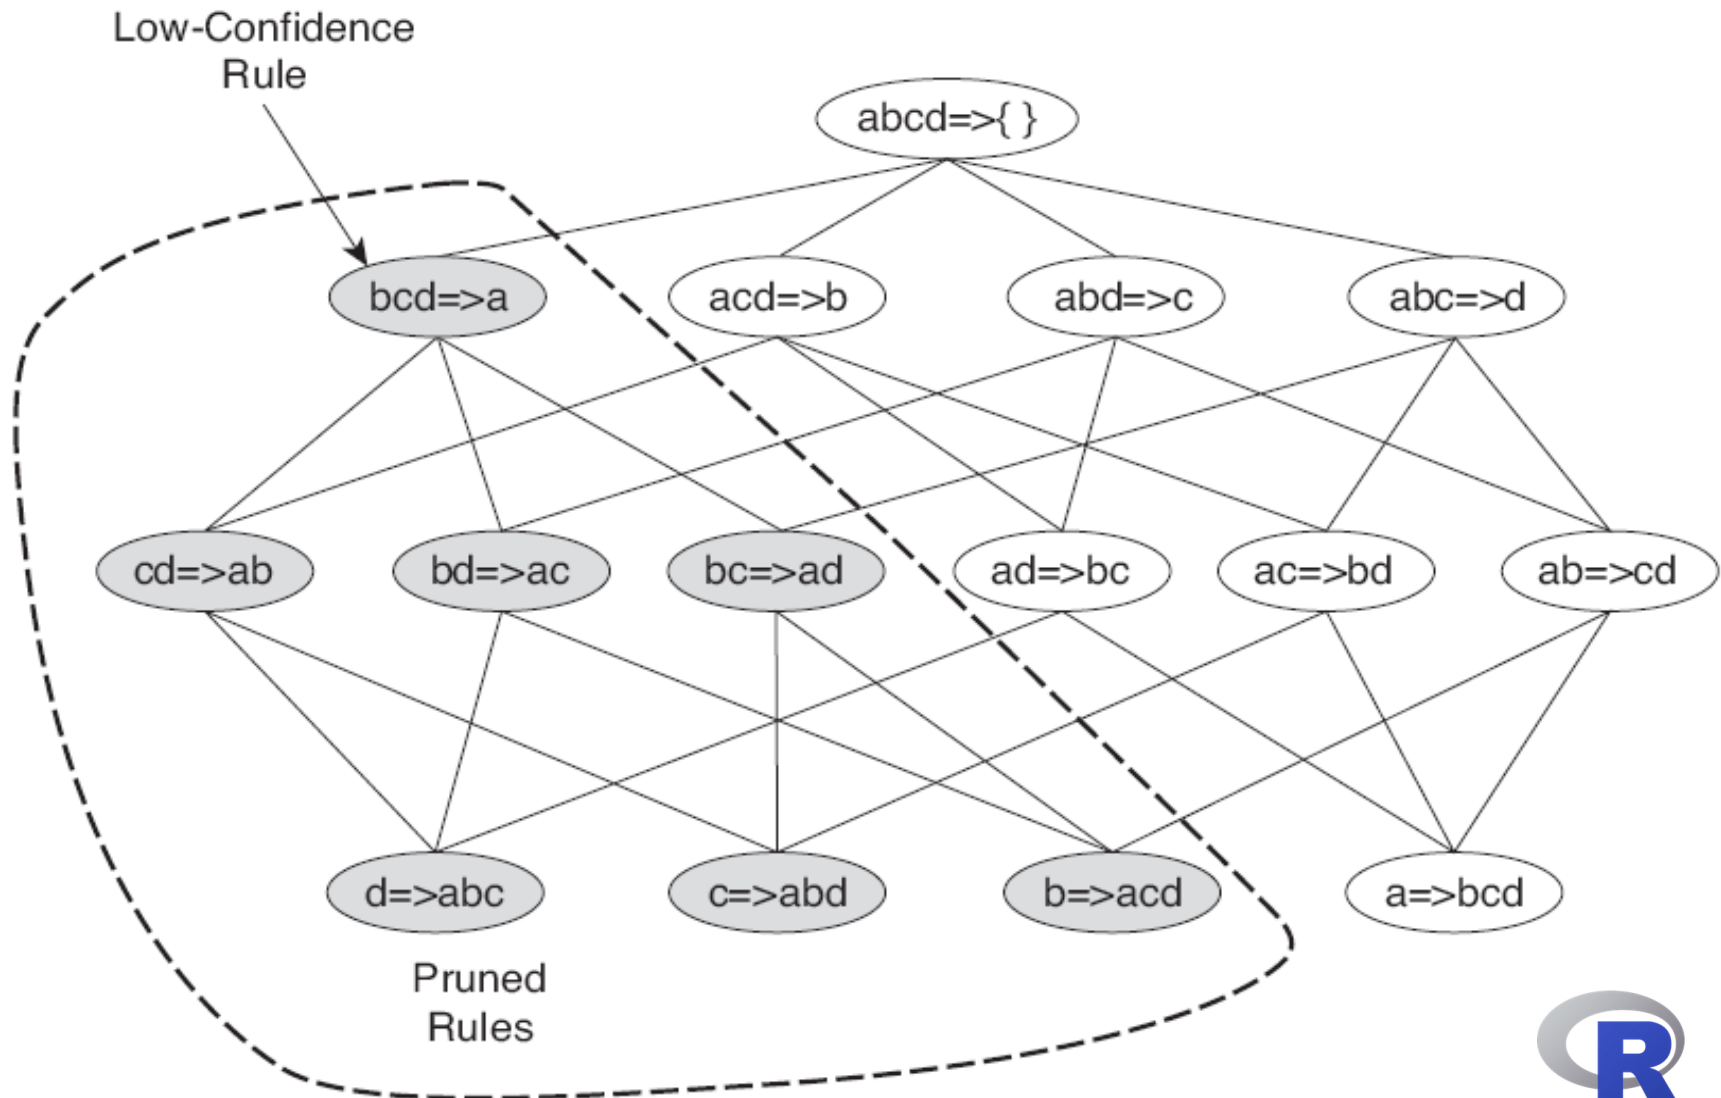 Low-Confidence
Rule
abcd=>{ }
bcd=>a
acd=>b
abd=>c
abc=>d
cd=>ab
bd=>ac
bc=>ad
ad=>bc
ac=>bd
ab=>cd
d=>abc
c=>abd
b=>acd
a=>bcd
Pruned
Rules
R